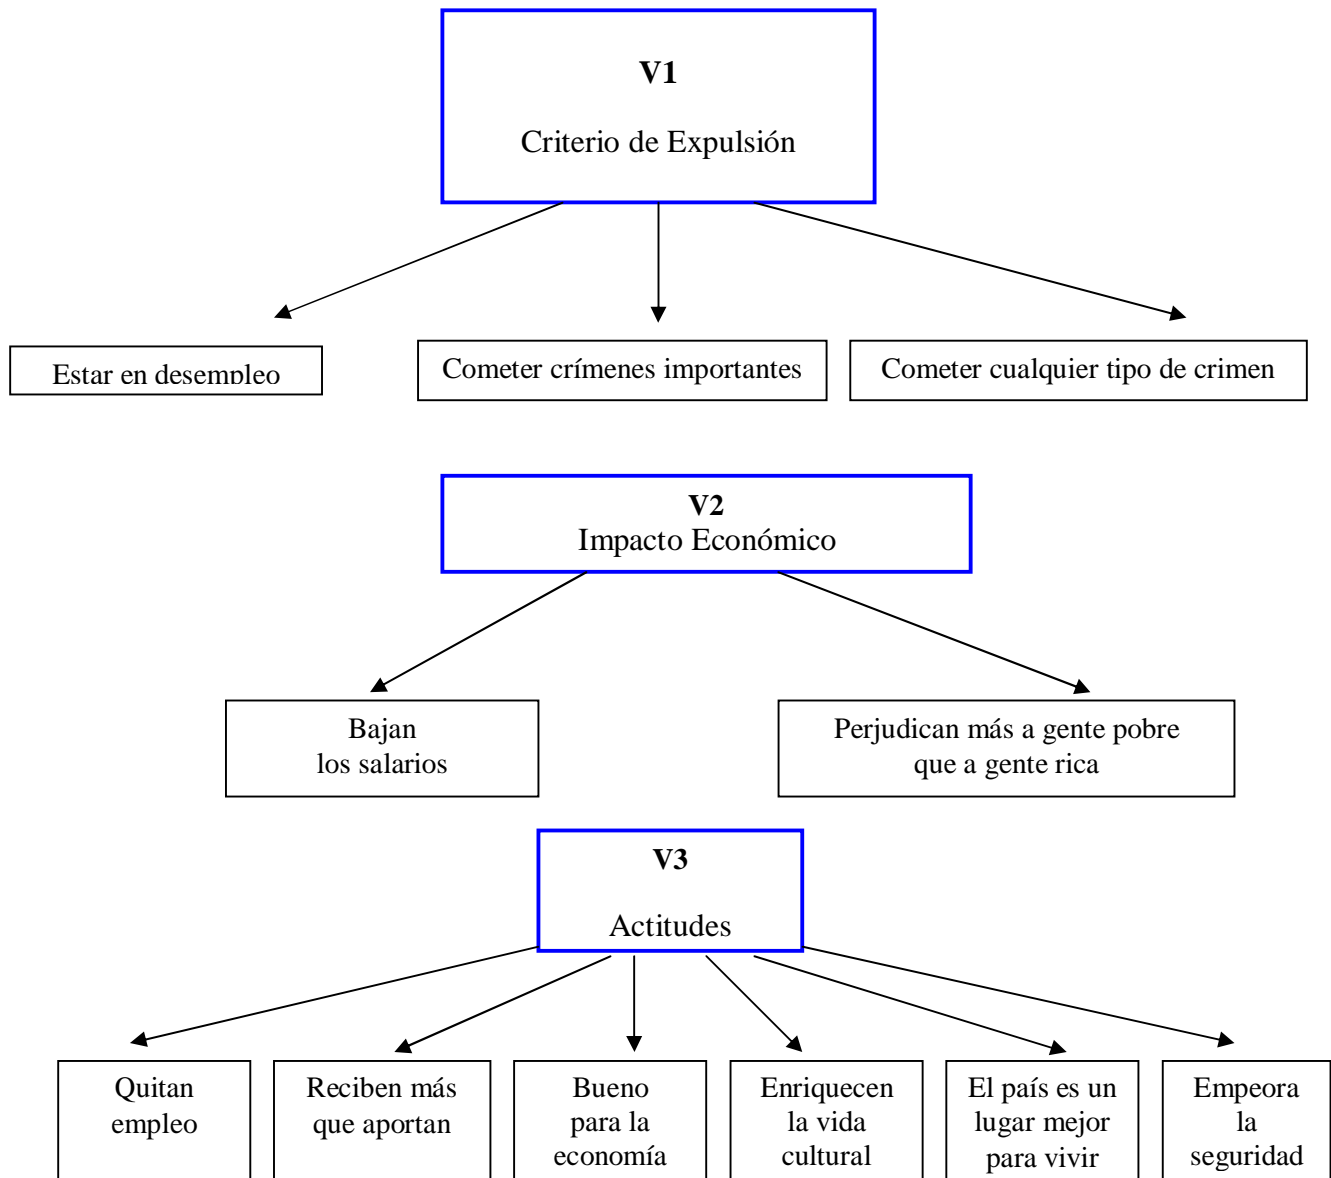 V1
Criterio de Expulsión
Estar en desempleo
Cometer crímenes importantes
Cometer cualquier tipo de crimen
V2
Impacto Económico
Bajan
los salarios
Perjudican más a gente pobre
que a gente rica
V3
Actitudes
Quitan
empleo
Reciben más
que aportan
Bueno
para la
economía
Enriquecen
la vida
cultural
El país es un
lugar mejor
para vivir
Empeora
la
seguridad